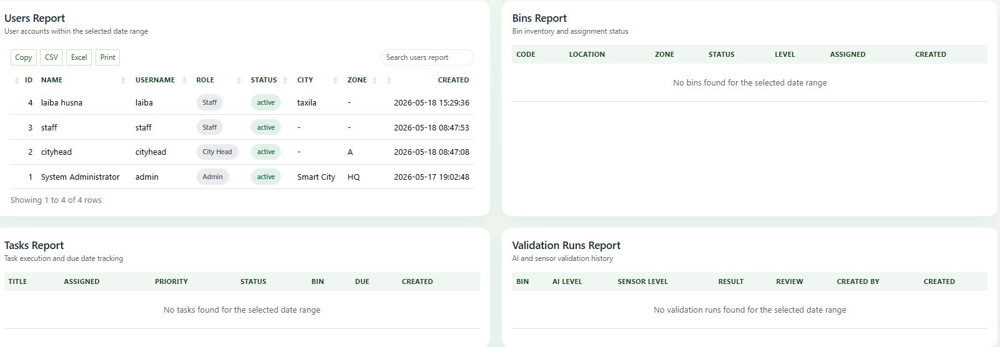 Users Report
User accounts within the selected date range
Copy CSV Excel Print Search users report
ID NAME USERNAME ROLE STATUS CITY ZONE CREATED
4 laiba husna laiba Staff active taxila - 2026-05-18 15:29:36
3 staff staff Staff active - - 2026-05-18 08:47:53
2 cityhead cityhead City Head active - A 2026-05-18 08:47:08
1 System Administrator admin Admin active Smart City HQ 2026-05-17 19:02:48
Showing 1 to 4 of 4 rows
Bins Report
Bin inventory and assignment status
CODE LOCATION ZONE STATUS LEVEL ASSIGNED CREATED
No bins found for the selected date range
Tasks Report
Task execution and due date tracking
TITLE ASSIGNED PRIORITY STATUS BIN DUE CREATED
No tasks found for the selected date range
Validation Runs Report
AI and sensor validation history
BIN AI LEVEL SENSOR LEVEL RESULT REVIEW CREATED BY CREATED
No validation runs found for the selected date range